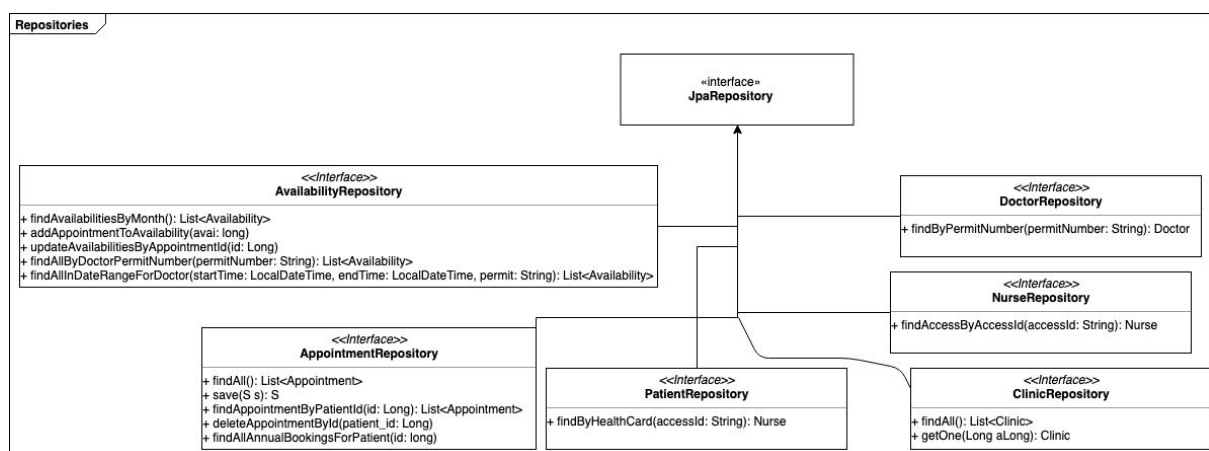 Repositories
«interface»
JpaRepository
<<Interface>>
AvailabilityRepository
+ findAvailabilitiesByMonth(): List<Availability>
+ addAppointmentToAvailability(avai: long)
+ updateAvailabilitiesByAppointmentId(id: Long)
+ findAllByDoctorPermitNumber(permitNumber: String): List<Availability>
+ findAllInDateRangeForDoctor(startTime: LocalDateTime, endTime: LocalDateTime, permit: String): List<Availability>
<<Interface>>
DoctorRepository
+ findByPermitNumber(permitNumber: String): Doctor
<<Interface>>
NurseRepository
+ findAccessByAccessId(accessId: String): Nurse
<<Interface>>
AppointmentRepository
+ findAll(): List<Appointment>
+ save(S s): S
+ findAppointmentByPatientId(id: Long): List<Appointment>
+ deleteAppointmentById(patient_id: Long)
+ findAllAnnualBookingsForPatient(id: long)
<<Interface>>
PatientRepository
+ findByHealthCard(accessId: String): Nurse
<<Interface>>
ClinicRepository
+ findAll(): List<Clinic>
+ getOne(Long aLong): Clinic